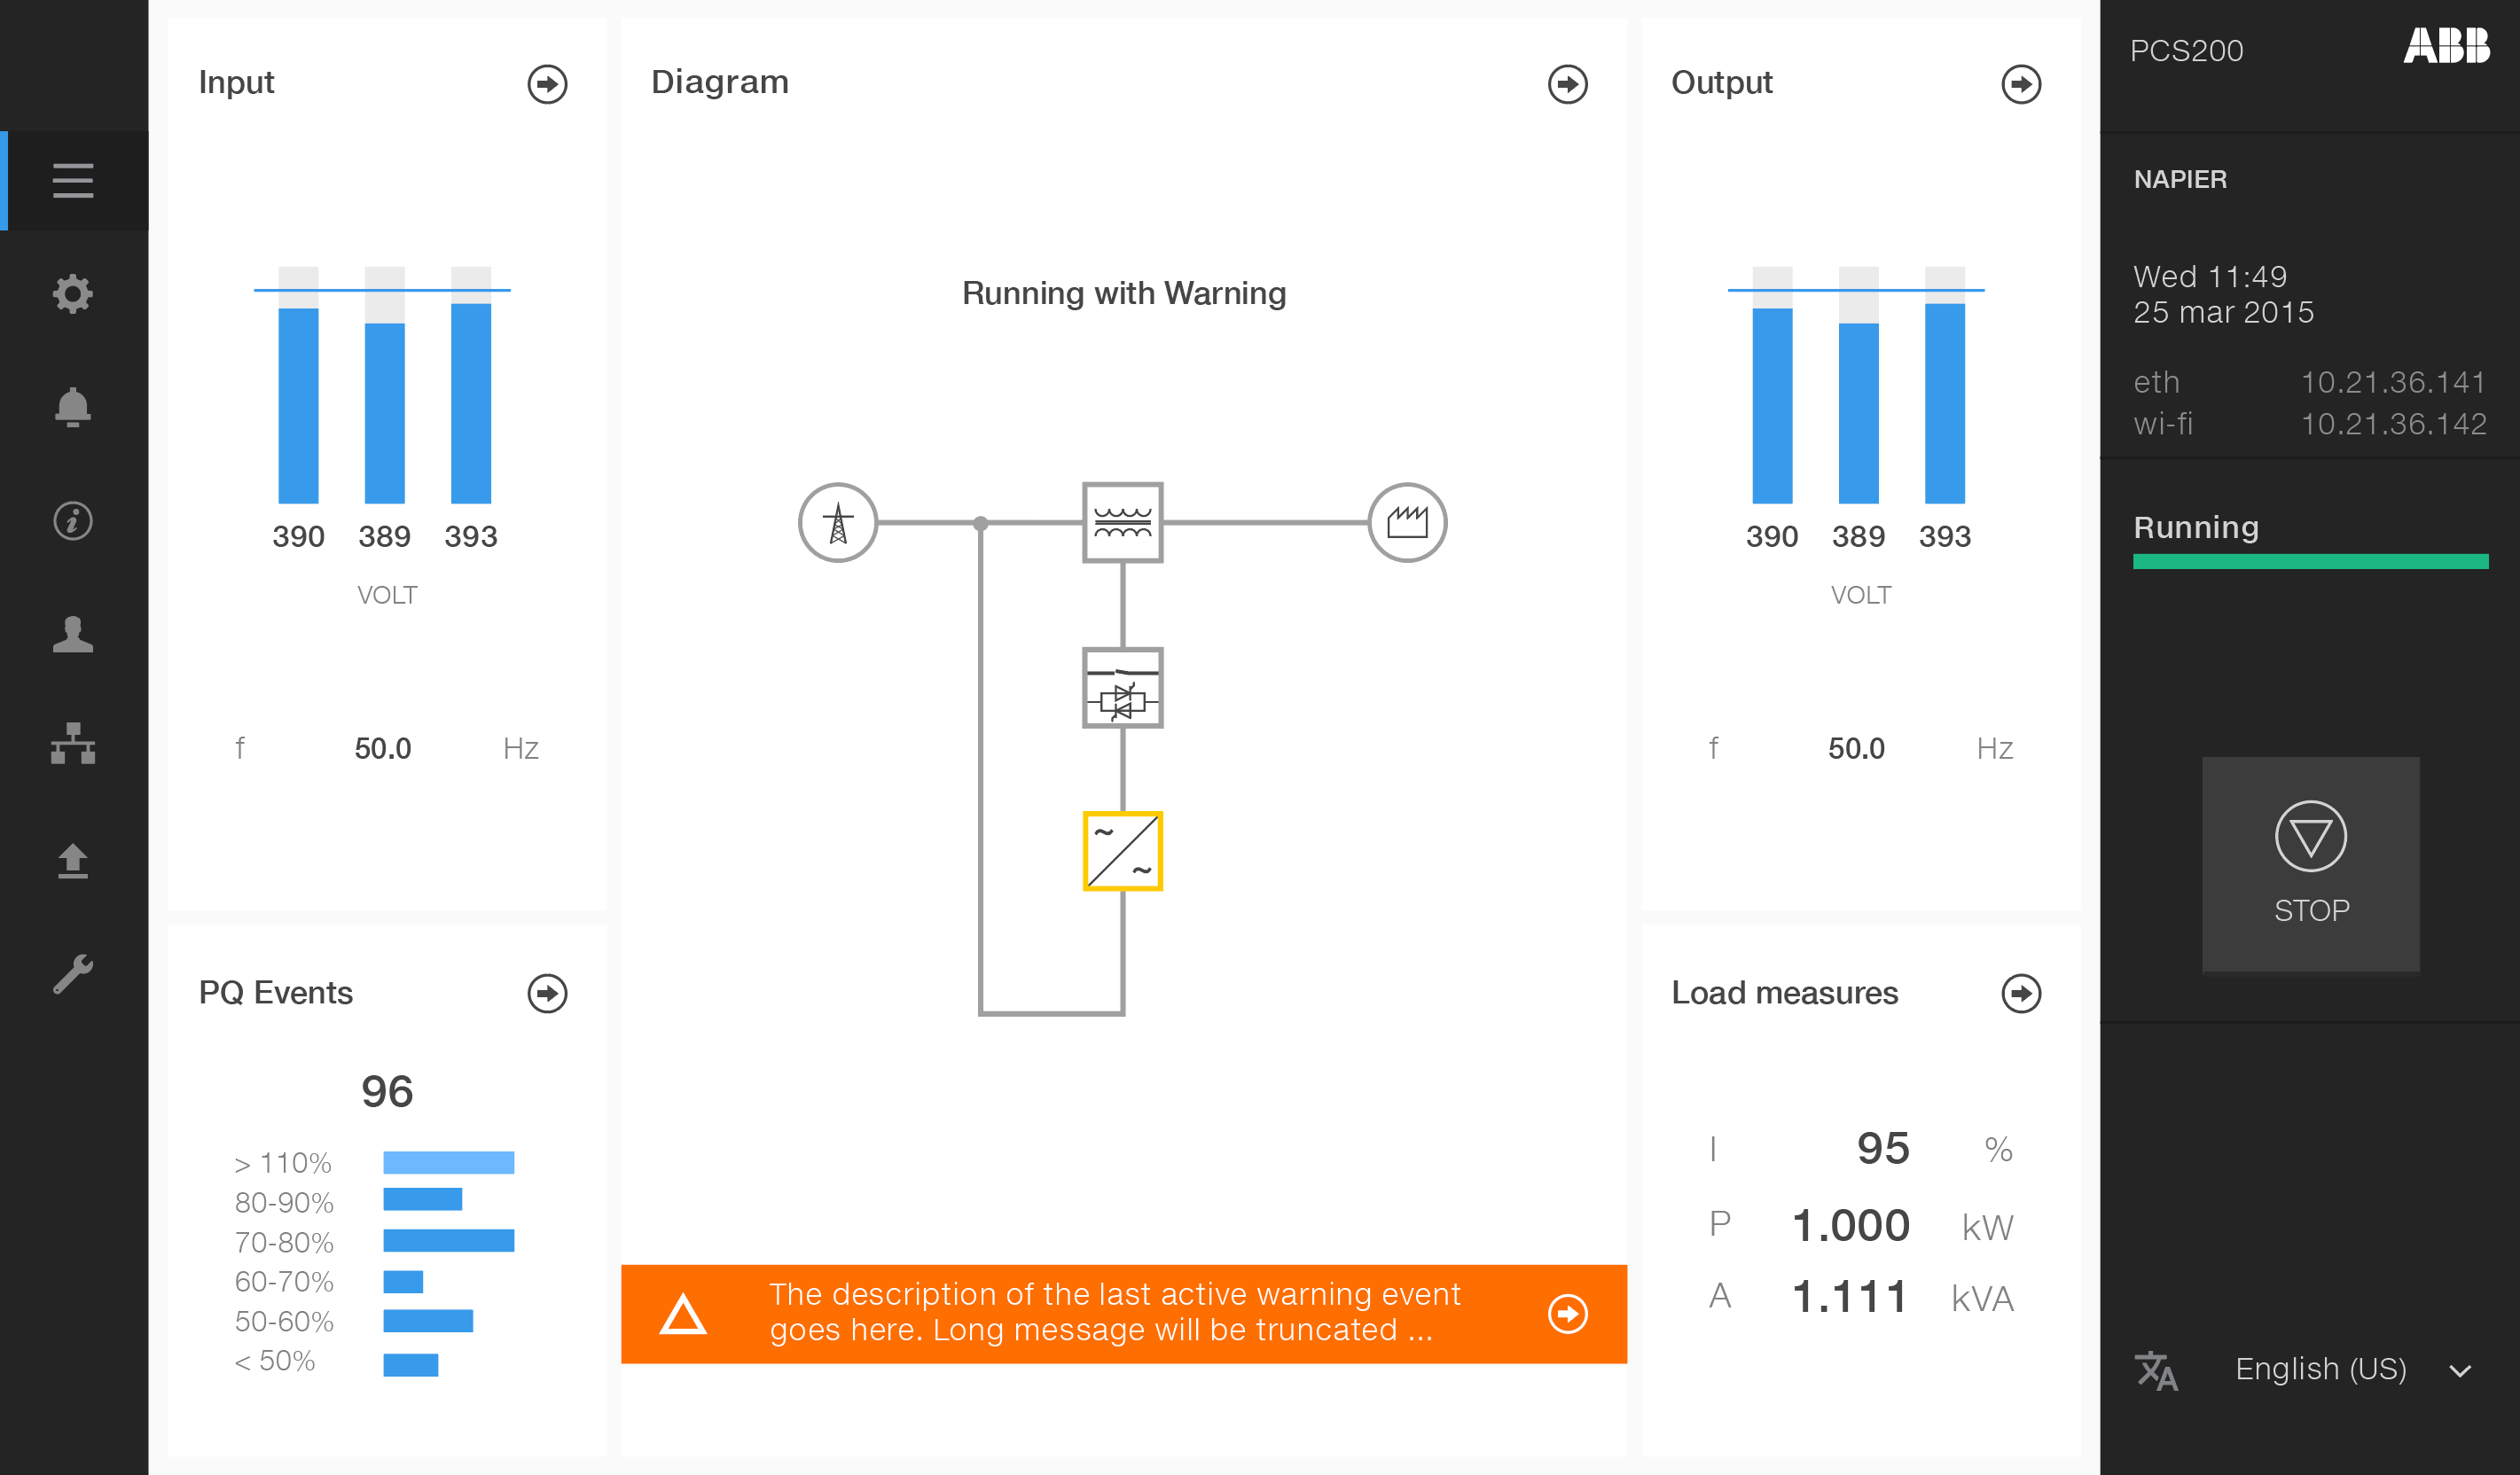 Input
390 389 393
VOLT
f 50.0 Hz
PQ Events
96
> 110%
80-90%
70-80%
60-70%
50-60%
< 50%
Diagram
Running with Warning
~
~
The description of the last active warning event
goes here. Long message will be truncated ...
Output
390 389 393
VOLT
f 50.0 Hz
Load measures
I 95 %
P 1.000 kW
A 1.111 kVA
PCS200 ABB
NAPIER
Wed 11:49
25 mar 2015
eth 10.21.36.141
wi-fi 10.21.36.142
Running
STOP
English (US)